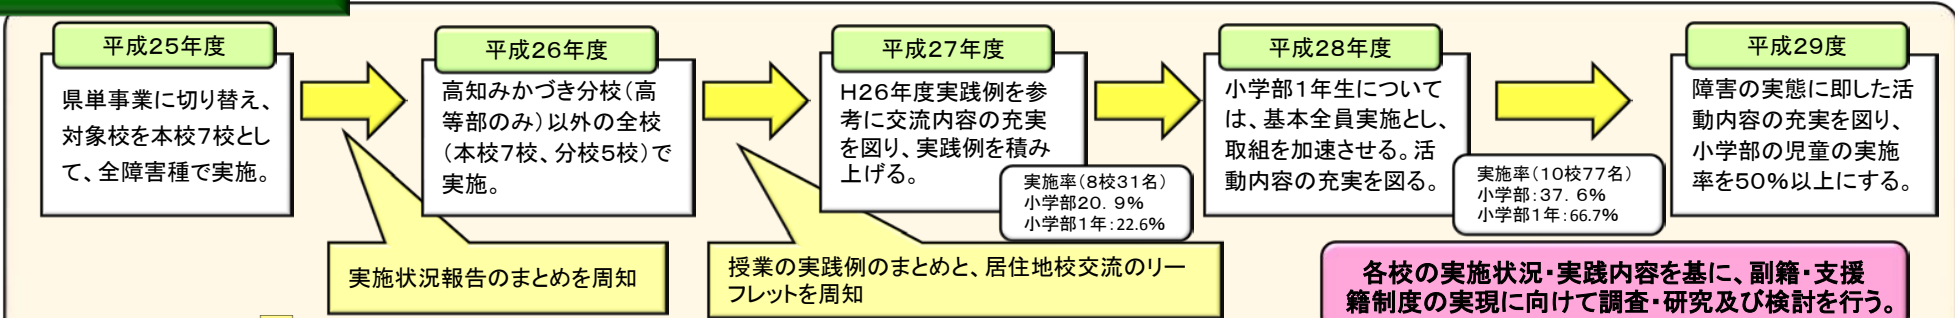 平成25年度
県単事業に切り替え、
対象校を本校7校とし
て、全障害種で実施。
平成26年度
高知みかづき分校(高
等部のみ)以外の全校
(本校7校、分校5校)で
実施。
平成27年度
H26年度実践例を参
考に交流内容の充実
を図り、実践例を積み
上げる。
実施率(8校31名)
小学部20.9%
小学部1年:22.6%
平成28年度
小学部1年生について
は、基本全員実施とし、
取組を加速させる。活
動内容の充実を図る。
実施率(10校77名)
小学部:37.6%
小学部1年:66.7%
平成29度
障害の実態に即した活
動内容の充実を図り、
小学部の児童の実施
率を50%以上にする。
実施状況報告のまとめを周知
授業の実践例のまとめと、居住地校交流のリー
フレットを周知
各校の実施状況・実践内容を基に、副籍・支援
籍制度の実現に向けて調査・研究及び検討を行う。